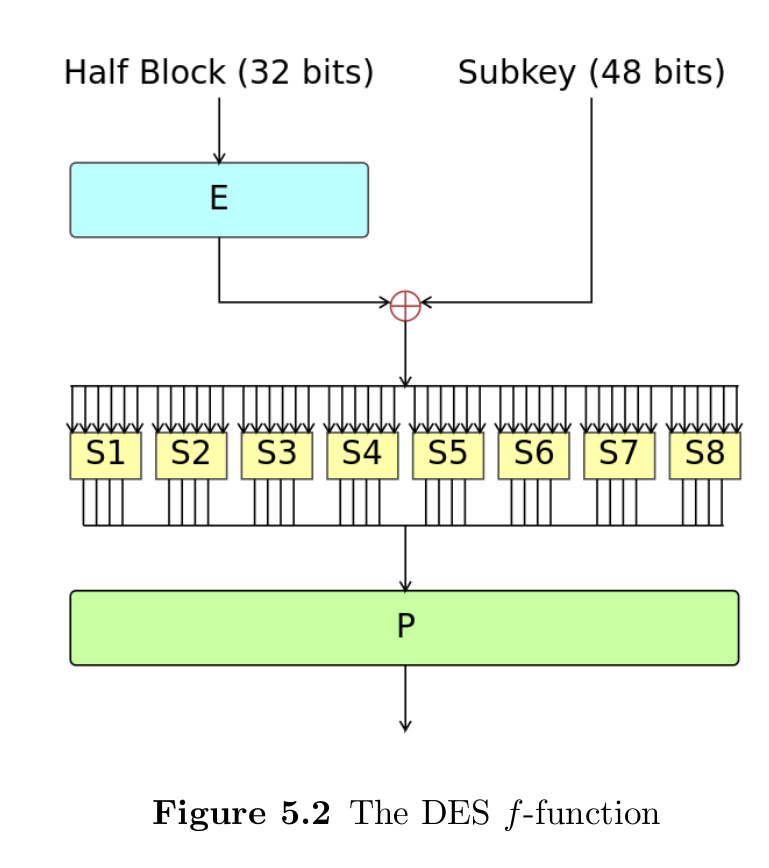 Half Block (32 bits) Subkey (48 bits)
E
S1 S2 S3 S4 S5 S6 S7 S8
P
Figure 5.2 The DES f-function